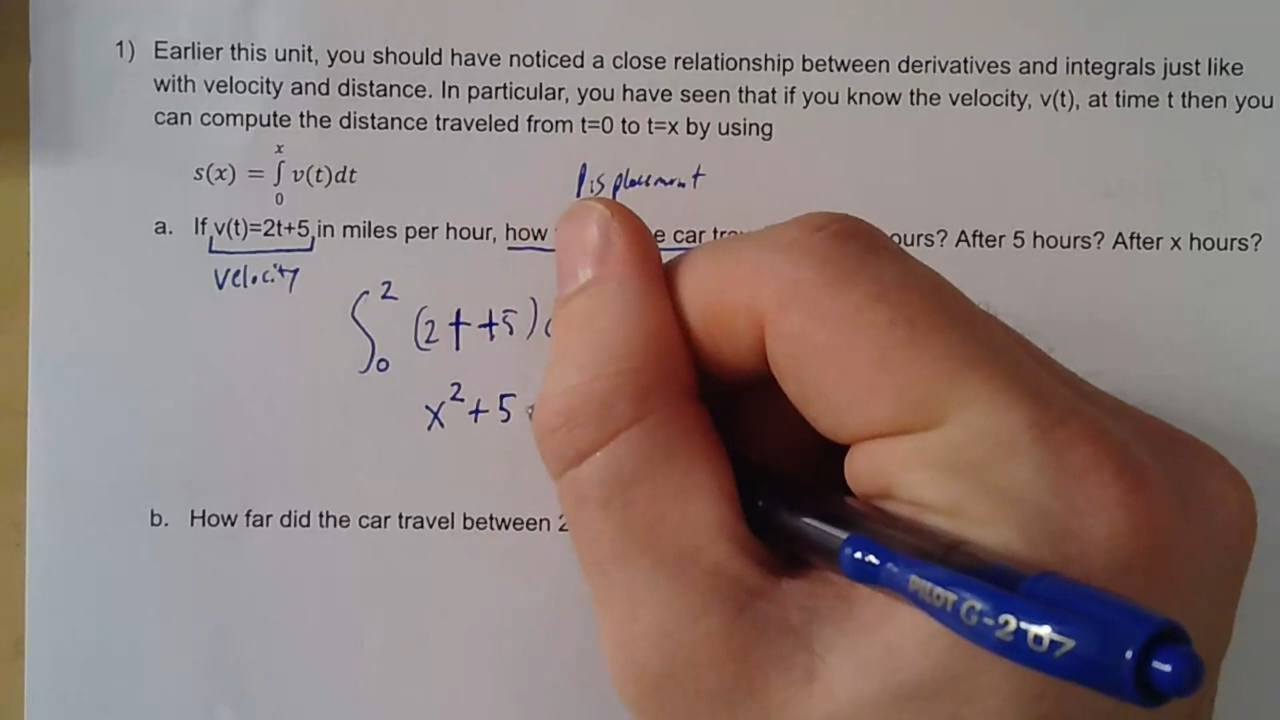 1) Earlier this unit, you should have noticed a close relationship between derivatives and integrals just like
with velocity and distance. In particular, you have seen that if you know the velocity, v(t), at time t then you
can compute the distance traveled from t=0 to t=x by using
s(x) = ∫₀ˣ v(t)dt
Displacement
a. If v(t)=2t+5 in miles per hour, how e car ours? After 5 hours? After x hours?
velocity
∫₀² (2t+5)
x²+5
b. How far did the car travel between 2
PILOT G-2 07